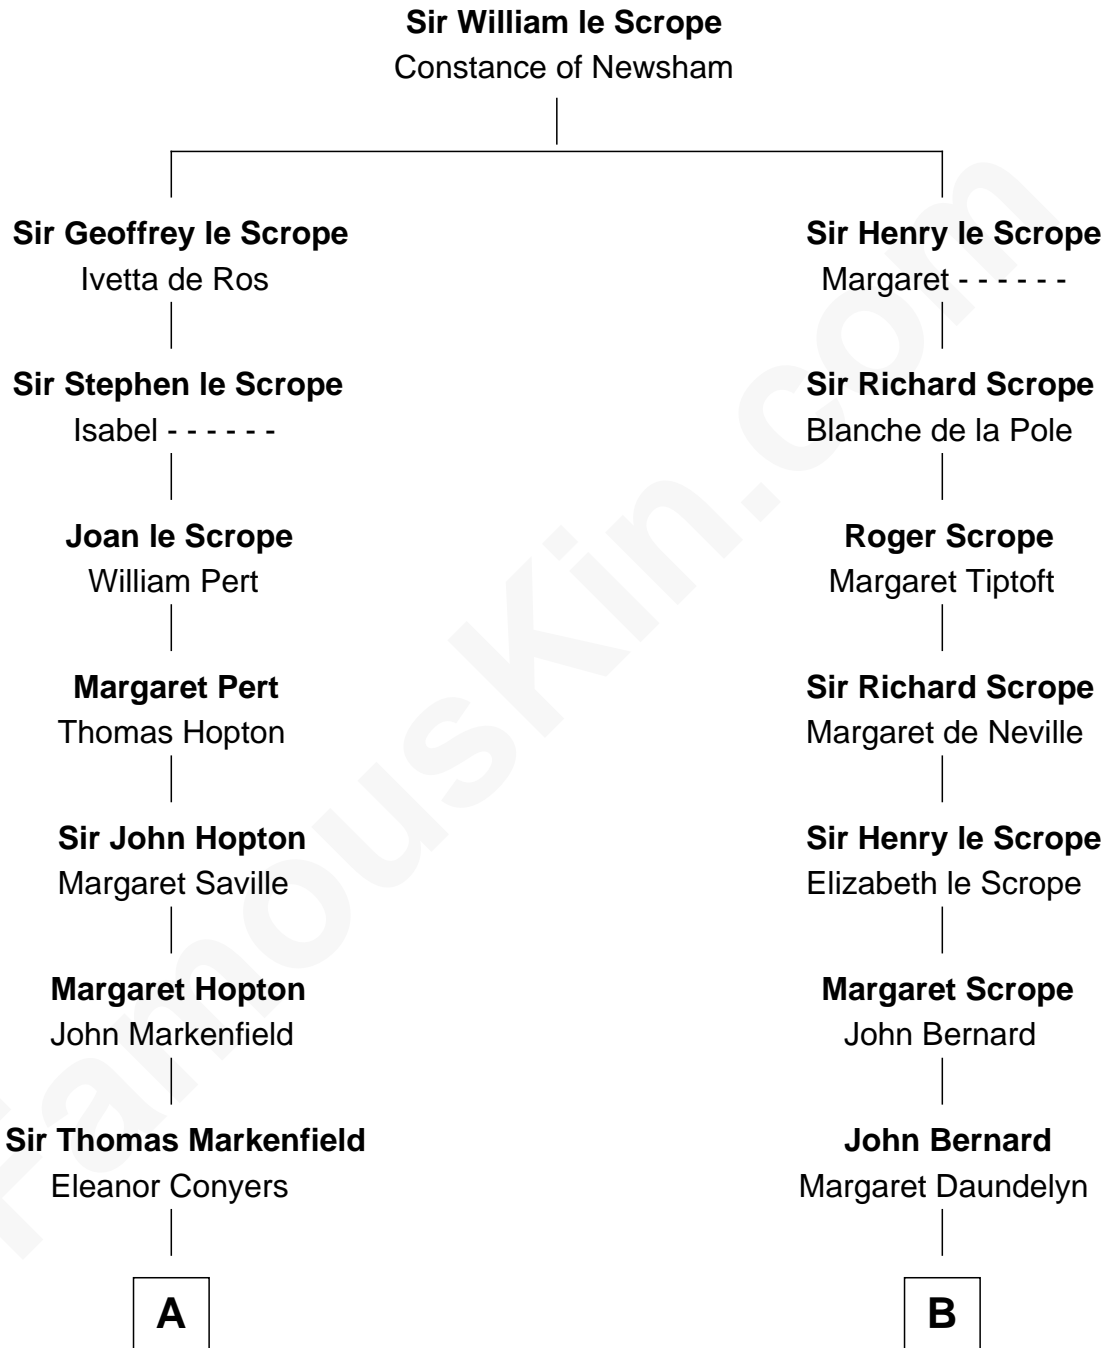 Sir William le Scrope
Constance of Newsham
Sir Geoffrey le Scrope
Ivetta de Ros
Sir Stephen le Scrope
Isabel - - - - - -
Joan le Scrope
William Pert
Margaret Pert
Thomas Hopton
Sir John Hopton
Margaret Saville
Margaret Hopton
John Markenfield
Sir Thomas Markenfield
Eleanor Conyers
A
Sir Henry le Scrope
Margaret - - - - - -
Sir Richard Scrope
Blanche de la Pole
Roger Scrope
Margaret Tiptoft
Sir Richard Scrope
Margaret de Neville
Sir Henry le Scrope
Elizabeth le Scrope
Margaret Scrope
John Bernard
John Bernard
Margaret Daundelyn
B
FamousKin.com